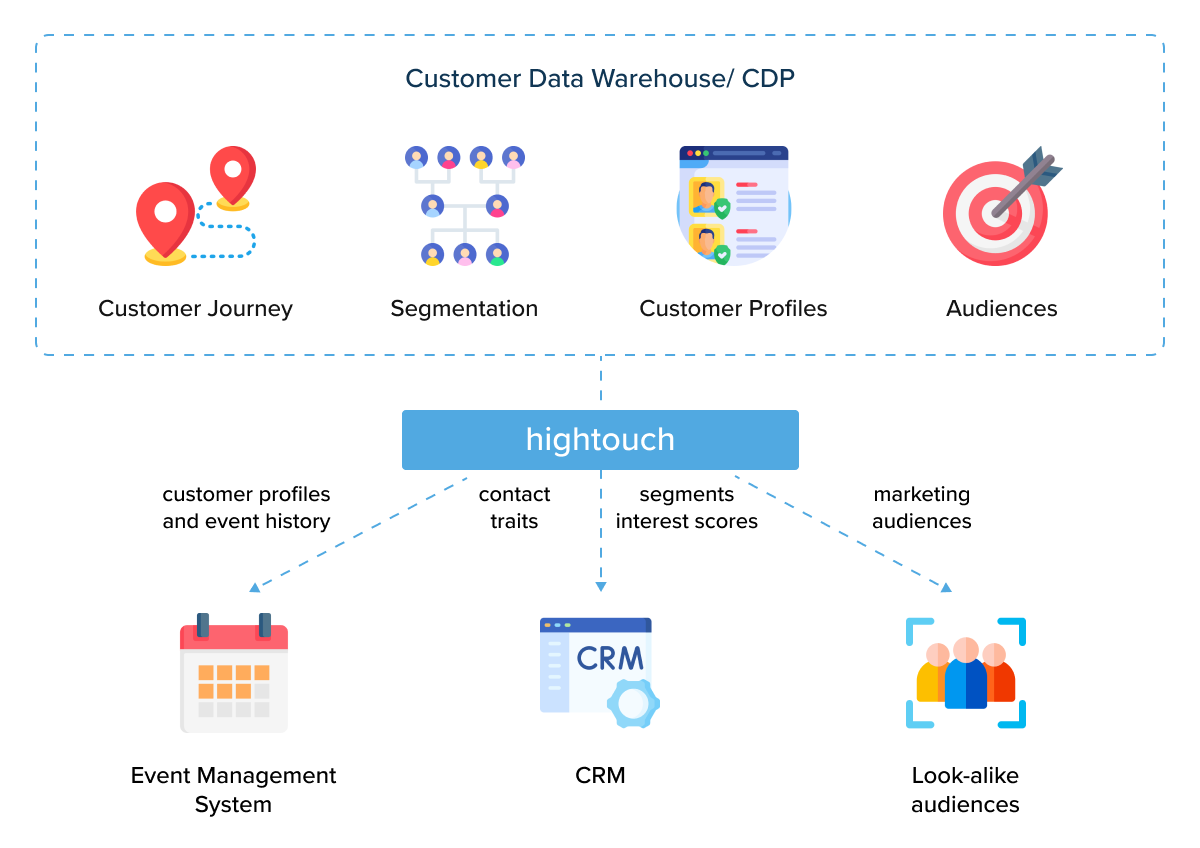 Customer Data Warehouse/ CDP
Customer Journey
Segmentation
Customer Profiles
Audiences
hightouch
customer profiles
and event history
contact
traits
segments
interest scores
marketing
audiences
CRM
Event Management
System
CRM
Look-alike
audiences